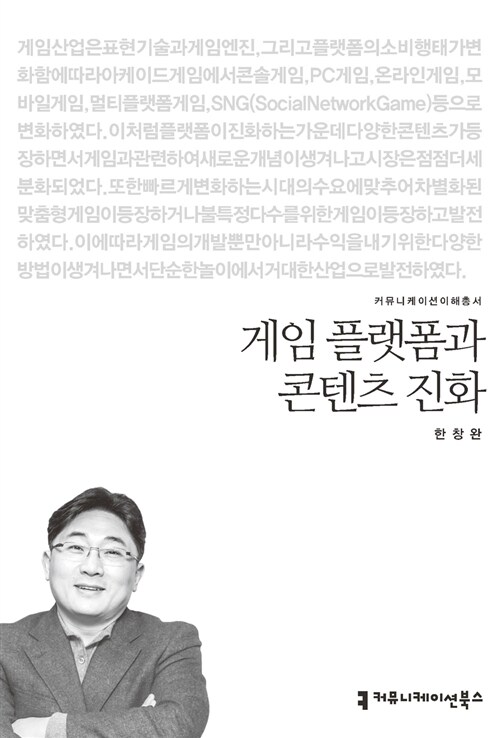 게임산업은표현기술과게임엔진,그리고플랫폼의소비행태가변
화함에따라아케이드게임에서콘솔게임,PC게임,온라인게임,모
바일게임,멀티플랫폼게임,SNG(SocialNetworkGame)등으로
변화하였다.이처럼플랫폼이진화하는가운데다양한콘텐츠가등
장하면서게임과관련하여새로운개념이생겨나고시장은점점더세
분화되었다.또한빠르게변화하는시대의수요에맞추어차별화된
맞춤형게임이등장하거나불특정다수를위한게임이등장하고발전
하였다.이에따라게임의개발뿐만아니라수익을내기위한다양한
방법이생겨나면서단순한놀이에서거대한산업으로발전하였다.
커뮤니케이션이해총서
게임 플랫폼과
콘텐츠 진화
한창완
커뮤니케이션북스